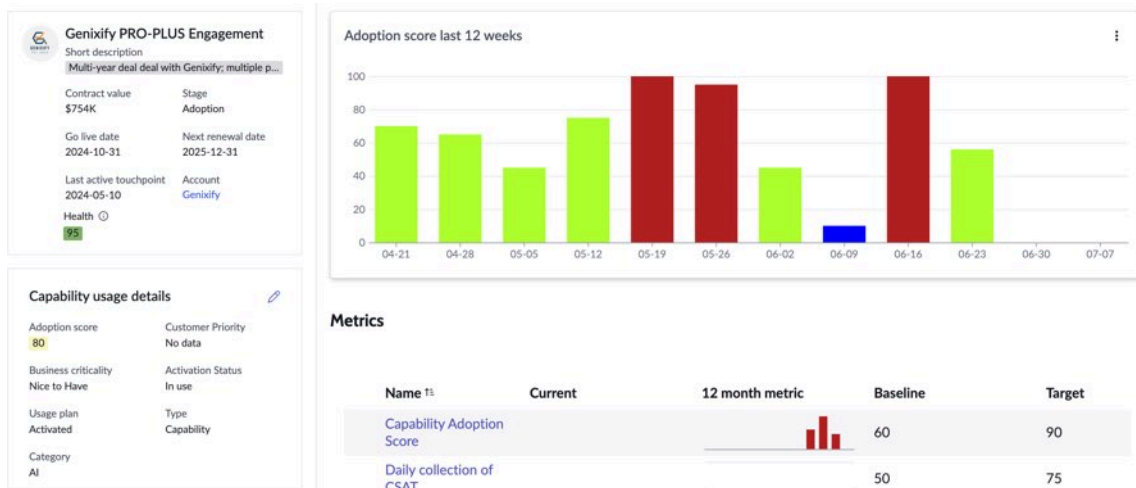 Genixify PRO-PLUS Engagement
Short description
Multi-year deal deal with Genixify; multiple p...
Contract value Stage
$754K Adoption
Go live date Next renewal date
2024-10-31 2025-12-31
Last active touchpoint Account
2024-05-10 Genixify
Health
95
Capability usage details
Adoption score Customer Priority
80 No data
Business criticality Activation Status
Nice to Have In use
Usage plan Type
Activated Capability
Category
AI
Adoption score last 12 weeks
100
80
60
40
20
0
04-21 04-28 05-05 05-12 05-19 05-26 06-02 06-09 06-16 06-23 06-30 07-07
Metrics
Name Current 12 month metric Baseline Target
Capability Adoption
Score 60 90
Daily collection of
CSAT 50 75